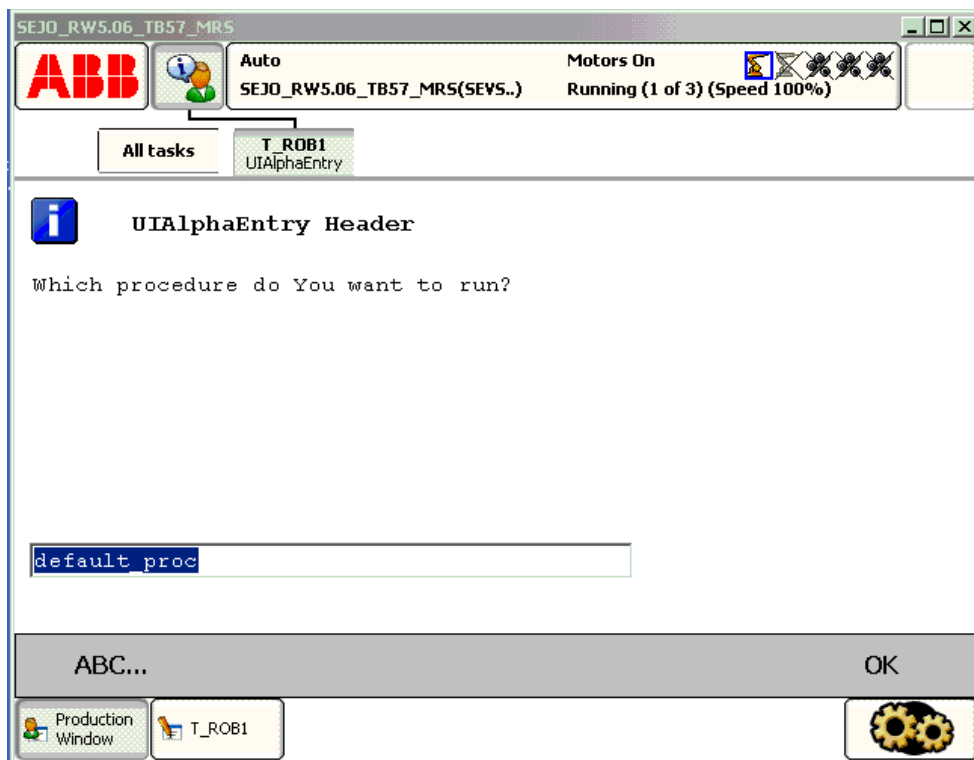 SEJO_RW5.06_TB57_MRS
ABB
Auto
Motors On
SEJO_RW5.06_TB57_MRS(SEVS..)
Running (1 of 3) (Speed 100%)
All tasks
T_ROB1
UIAlphaEntry
UIAlphaEntry Header
Which procedure do You want to run?
default_proc
ABC...
OK
Production
Window
T_ROB1